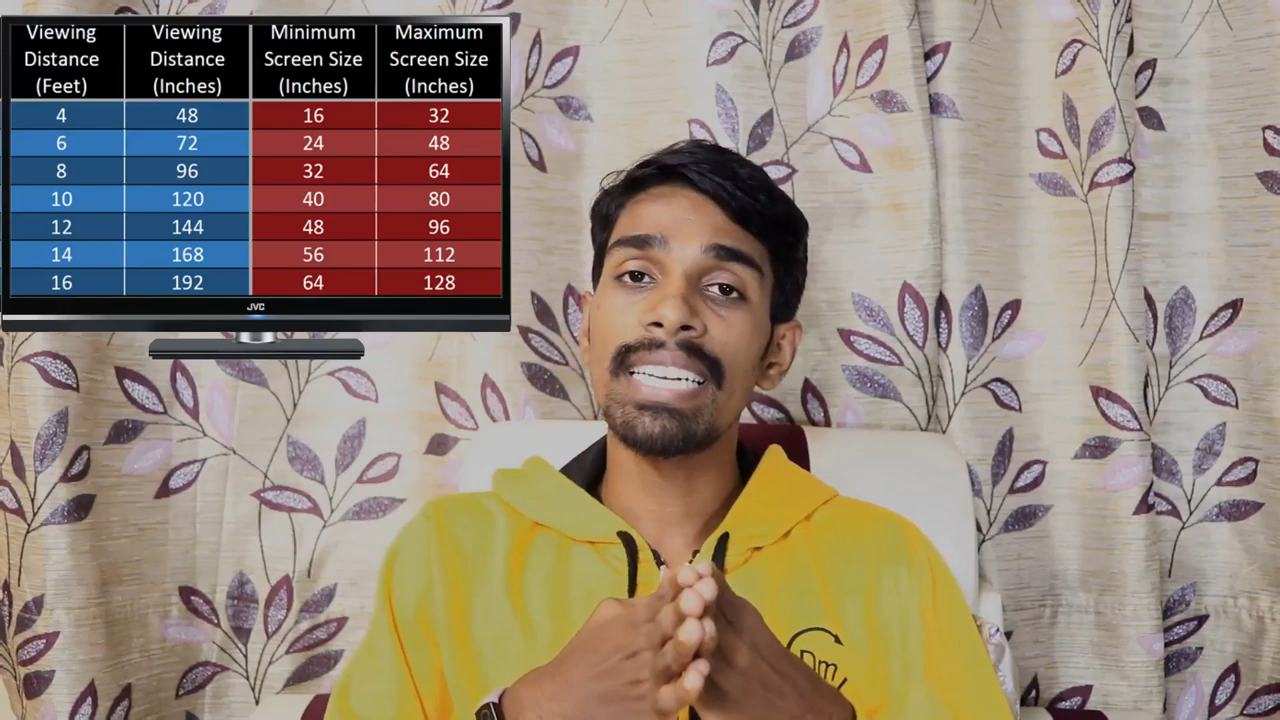 Viewing Distance (Feet) Viewing Distance (Inches) Minimum Screen Size (Inches) Maximum Screen Size (Inches)
4 48 16 32
6 72 24 48
8 96 32 64
10 120 40 80
12 144 48 96
14 168 56 112
16 192 64 128
JVC
Dm